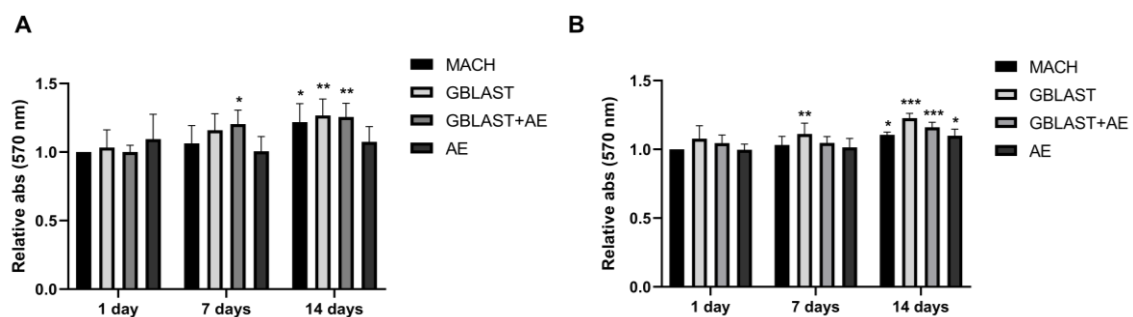 A
Relative abs (570 nm)
1.5
1.0
0.5
0.0
* * ** **
1 day 7 days 14 days
MACH
GBLAST
GBLAST+AE
AE
B
Relative abs (570 nm)
1.5
1.0
0.5
0.0
** * *** *** *
1 day 7 days 14 days
MACH
GBLAST
GBLAST+AE
AE